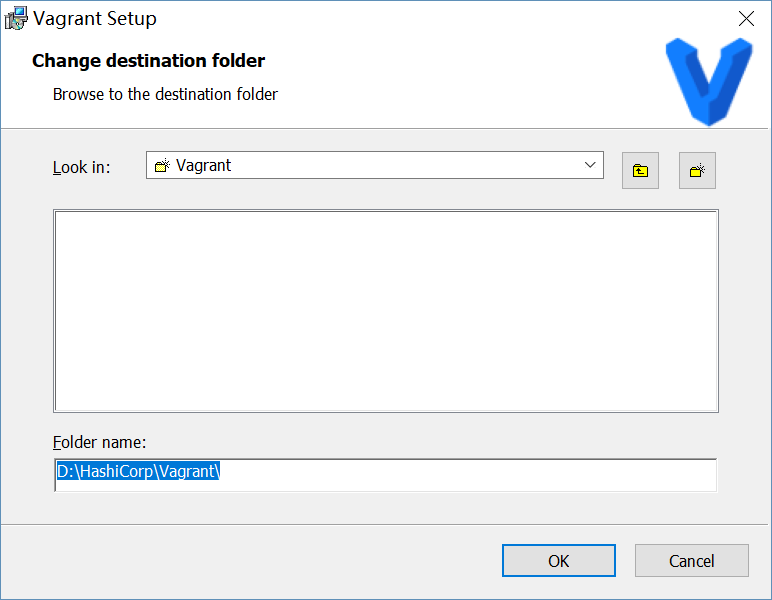 Vagrant Setup
Change destination folder
Browse to the destination folder
Look in:
Vagrant
Folder name:
D:\HashiCorp\Vagrant\
OK
Cancel